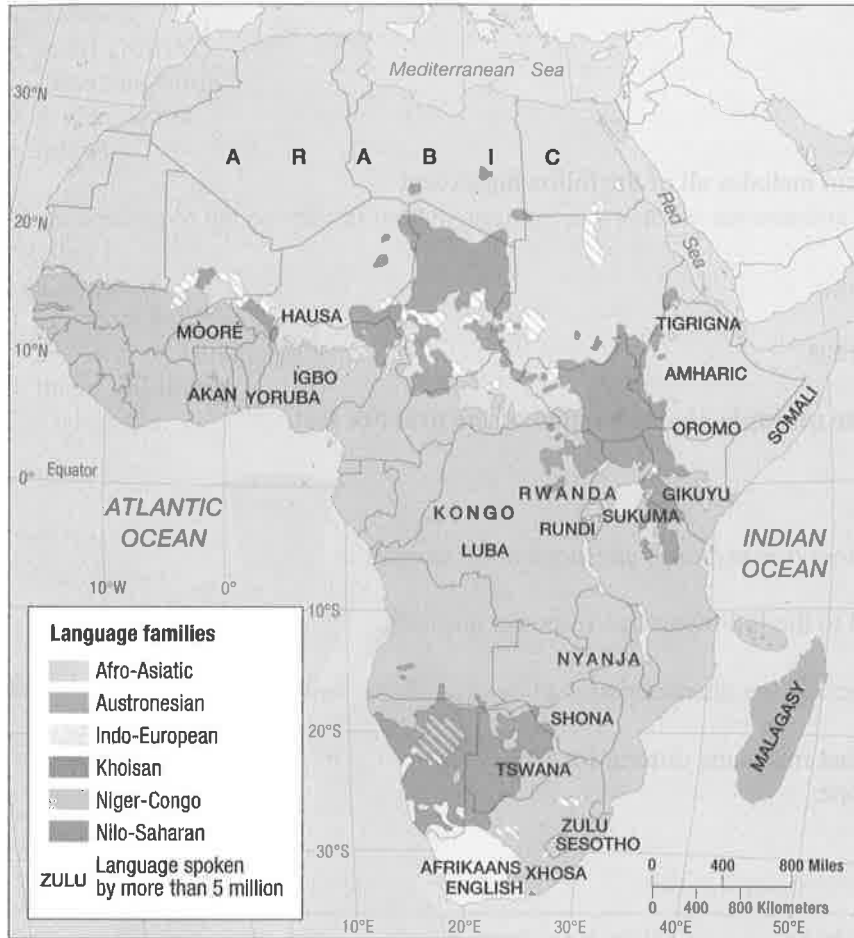 Mediterranean Sea
30°N
A R A B I C
20°N
Red Sea
HAUSA
MÒORÉ
TIGRIGNA
10°N
IGBO
AMHARIC
AKAN
YORUBA
SOMALI
OROMO
0°
Equator
RWANDA
GIKUYU
ATLANTIC
OCEAN
KONGO
SUKUMA
RUNDI
INDIAN
OCEAN
LUBA
10°W
0°
10°S
Language families
Afro-Asiatic
Austronesian
Indo-European
Khoisan
Niger-Congo
Nilo-Saharan
ZULU Language spoken
by more than 5 million
NYANJA
SHONA
20°S
MALAGASY
TSWANA
ZULU
SESOTHO
30°S
AFRIKAANS
ENGLISH
XHOSA
0 400 800 Miles
0 400 800 Kilometers
10°E 20°E 30°E 40°E 50°E